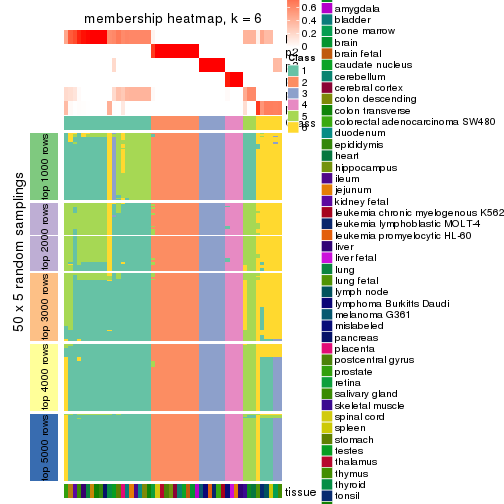 membership heatmap, k = 6
0.6
0.4
0.2
0
Class
1
2
3
4
5
6
50 x 5 random samplings
top 1000 rows
top 2000 rows
top 3000 rows
top 4000 rows
top 5000 rows
tissue
amygdala
bladder
bone marrow
brain
brain fetal
caudate nucleus
cerebellum
cerebral cortex
colon descending
colon transverse
colorectal adenocarcinoma SW480
duodenum
epididymis
heart
hippocampus
ileum
jejunum
kidney fetal
leukemia chronic myelogenous K562
leukemia lymphoblastic MOLT-4
leukemia promyelocytic HL-60
liver
liver fetal
lung
lung fetal
lymph node
lymphoma Burkitts Daudi
melanoma G361
mislabeled
pancreas
placenta
postcentral gyrus
prostate
retina
salivary gland
skeletal muscle
spinal cord
spleen
stomach
testes
thalamus
thymus
thyroid
tonsil